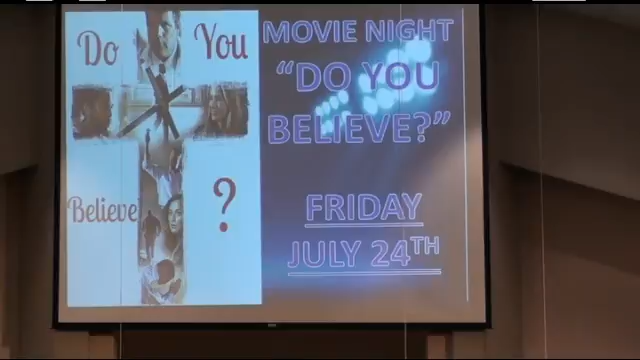 Do You
Believe ?
MOVIE NIGHT
“DO YOU
BELIEVE?”
FRIDAY
JULY 24TH